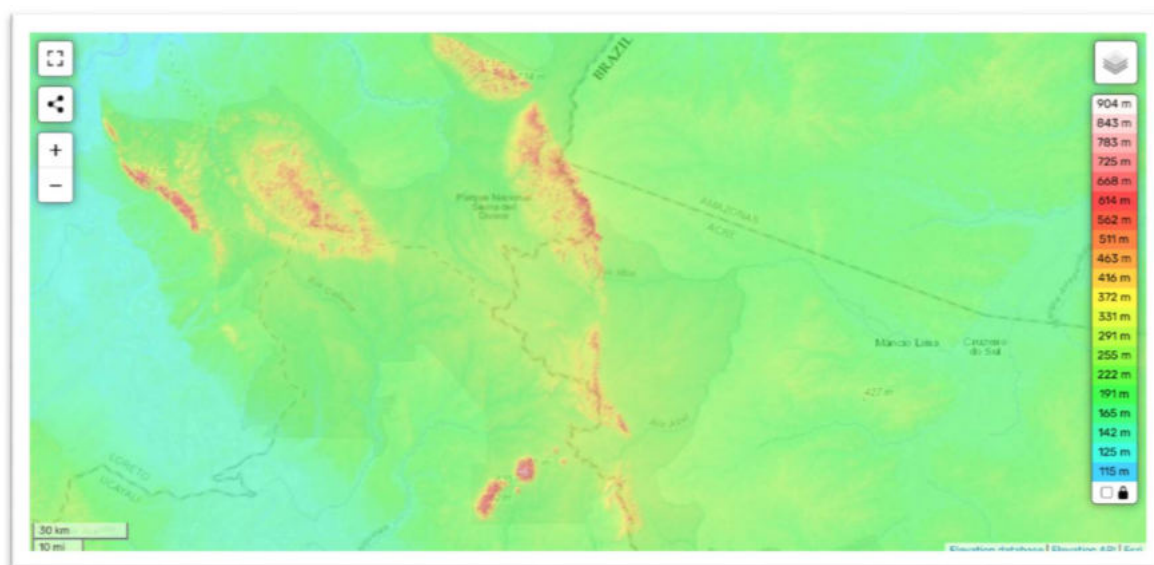 +
−
BRAZIL
Parque Nacional
Sierra del
Divisor
AMAZONAS
ACRE
Mâncio Lima
Cruzeiro
do Sul
427 m
LORETO
UCAYALI
30 km
10 mi
904 m
843 m
783 m
725 m
668 m
614 m
562 m
511 m
463 m
416 m
372 m
331 m
291 m
255 m
222 m
191 m
165 m
142 m
125 m
115 m
Elevation database | Elevation API | Esri